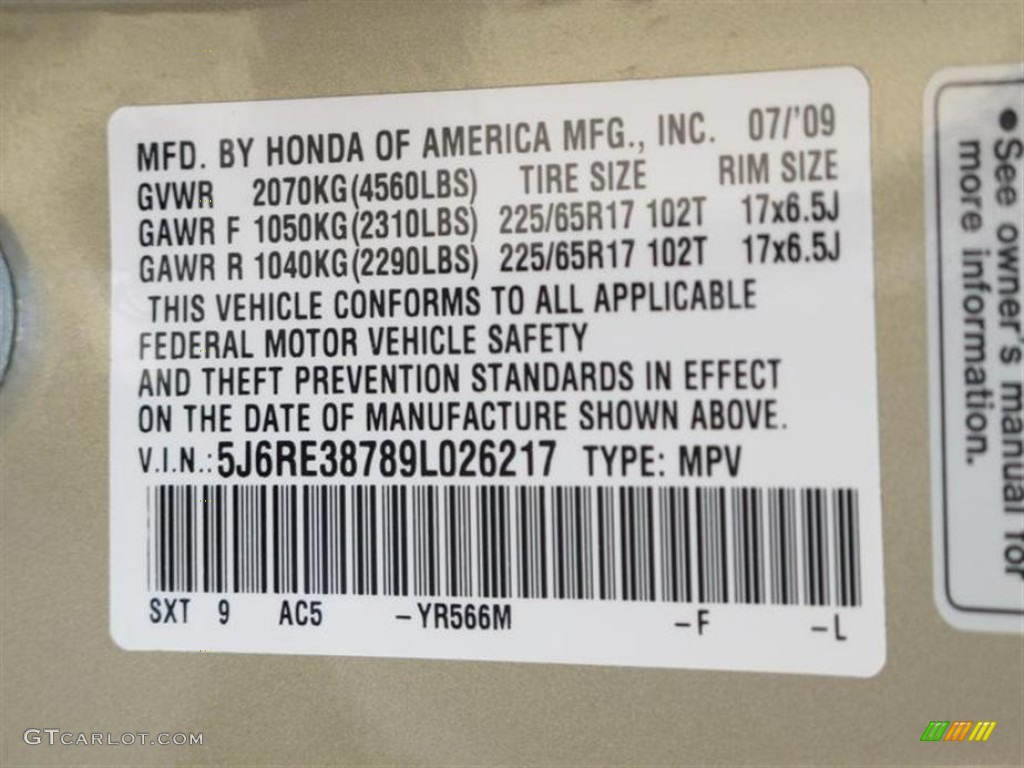 MFD. BY HONDA OF AMERICA MFG., INC. 07/'09
GVWR 2070KG(4560LBS) TIRE SIZE RIM SIZE
GAWR F 1050KG(2310LBS) 225/65R17 102T 17x6.5J
GAWR R 1040KG(2290LBS) 225/65R17 102T 17x6.5J
THIS VEHICLE CONFORMS TO ALL APPLICABLE
FEDERAL MOTOR VEHICLE SAFETY
AND THEFT PREVENTION STANDARDS IN EFFECT
ON THE DATE OF MANUFACTURE SHOWN ABOVE.
V.I.N.: 5J6RE38789L026217 TYPE: MPV
SXT 9 AC5 –YR566M –F –L
•See owner's manual for
more information.
GTCARLOT.COM